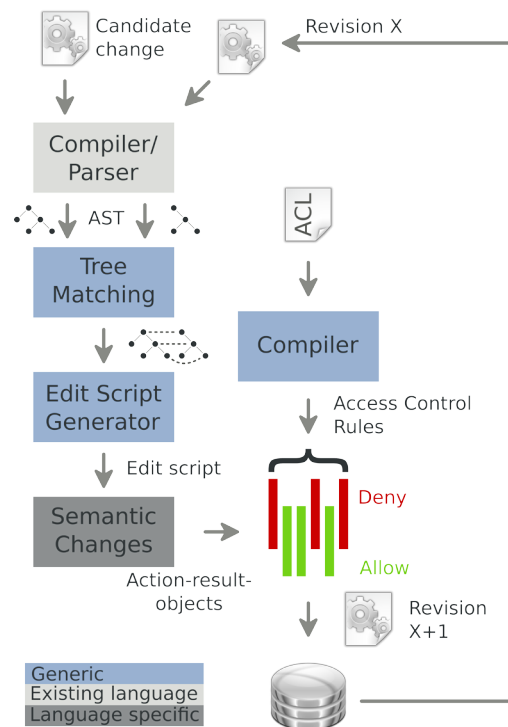 Candidate
change
Revision X
Compiler/
Parser
AST
ACL
Tree
Matching
Compiler
Edit Script
Generator
Access Control
Rules
Edit script
Deny
Semantic
Changes
Allow
Action-result-
objects
Revision
X+1
Generic
Existing language
Language specific